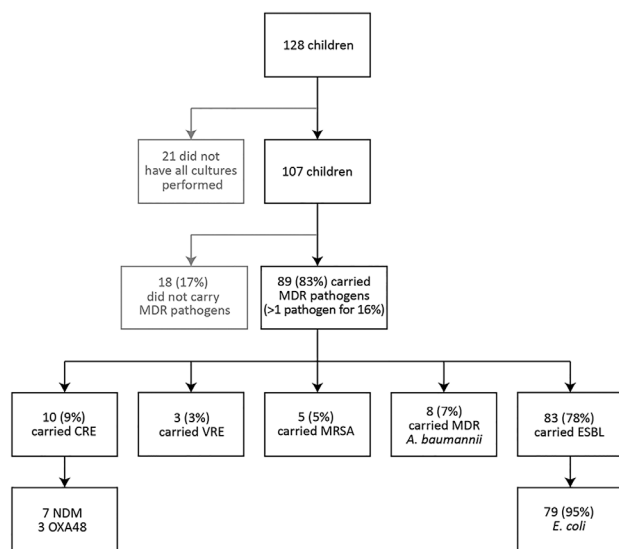 128 children
21 did not
have all cultures
performed
107 children
18 (17%)
did not carry
MDR pathogens
89 (83%) carried
MDR pathogens
(>1 pathogen for 16%)
10 (9%)
carried CRE
3 (3%)
carried VRE
5 (5%)
carried MRSA
8 (7%)
carried MDR
A. baumannii
83 (78%)
carried ESBL
7 NDM
3 OXA48
79 (95%)
E. coli